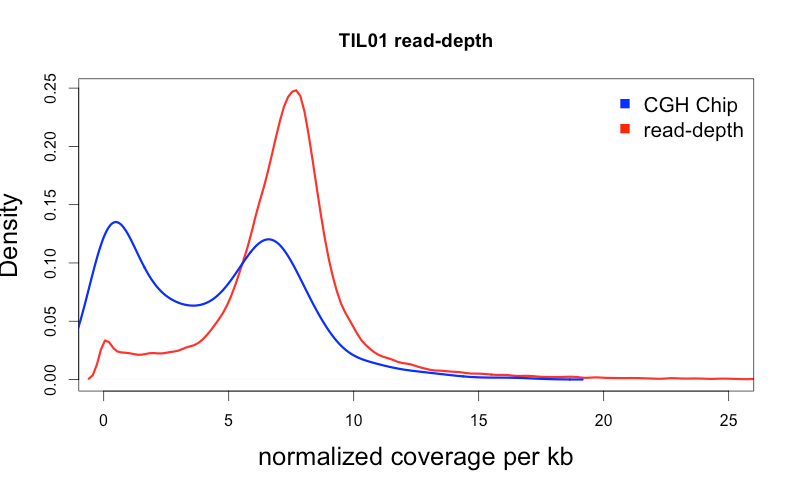 TIL01 read-depth
CGH Chip
read-depth
Density
0.25
0.20
0.15
0.10
0.05
0.00
0 5 10 15 20 25
normalized coverage per kb